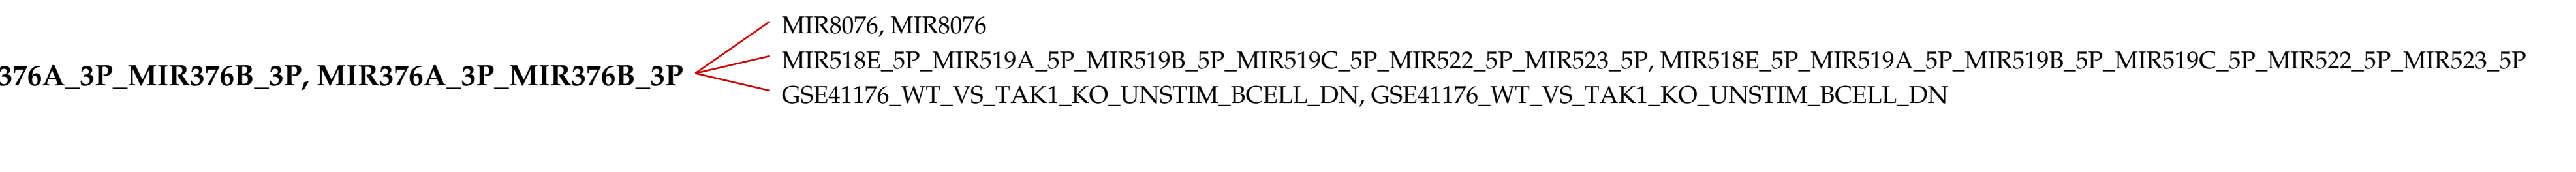 MIR8076, MIR8076
MIR518E_5P_MIR519A_5P_MIR519B_5P_MIR519C_5P_MIR522_5P_MIR523_5P, MIR518E_5P_MIR519A_5P_MIR519B_5P_MIR519C_5P_MIR522_5P_MIR523_5P
376A_3P_MIR376B_3P, MIR376A_3P_MIR376B_3P
GSE41176_WT_VS_TAK1_KO_UNSTIM_BCELL_DN, GSE41176_WT_VS_TAK1_KO_UNSTIM_BCELL_DN